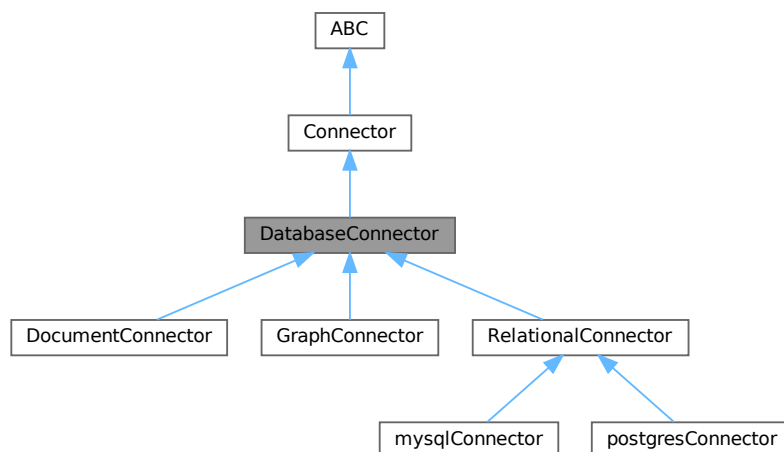 ABC
Connector
DatabaseConnector
DocumentConnector
GraphConnector
RelationalConnector
mysqlConnector
postgresConnector